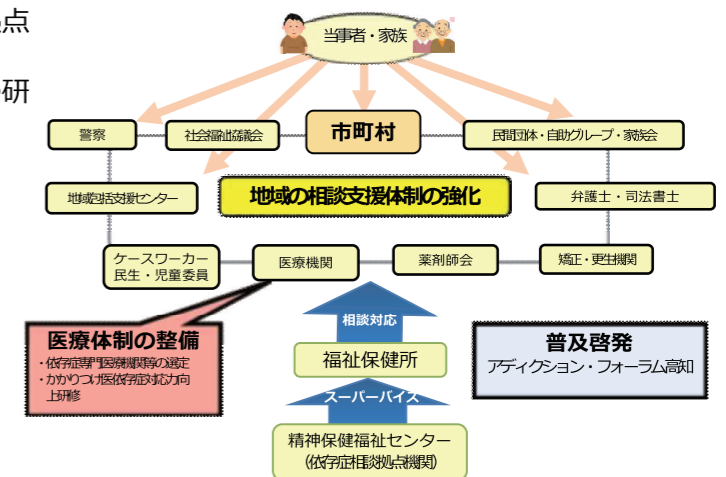 点
当事者・家族
研
警察
社会福祉協議会
市町村
民間団体・自助グループ・家族会
地域包括支援センター
地域の相談支援体制の強化
弁護士・司法書士
ケースワーカー
民生・児童委員
医療機関
薬剤師会
矯正・更生機関
医療体制の整備
・依存症専門医療機関等の選定
・かかりつけ医依存症対応力向
上研修
相談対応
福祉保健所
普及啓発
アディクション・フォーラム高知
スーパーバイズ
精神保健福祉センター
（依存症相談拠点機関）